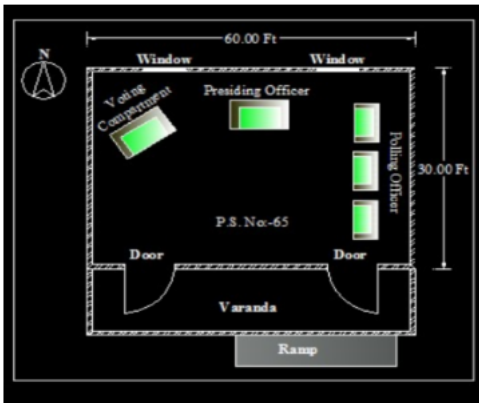 60.00 Ft
N
Window
Window
Voting
Compartment
Presiding Officer
Polling Officer
30.00 Ft
P.S. No:-65
Door
Door
Varanda
Ramp